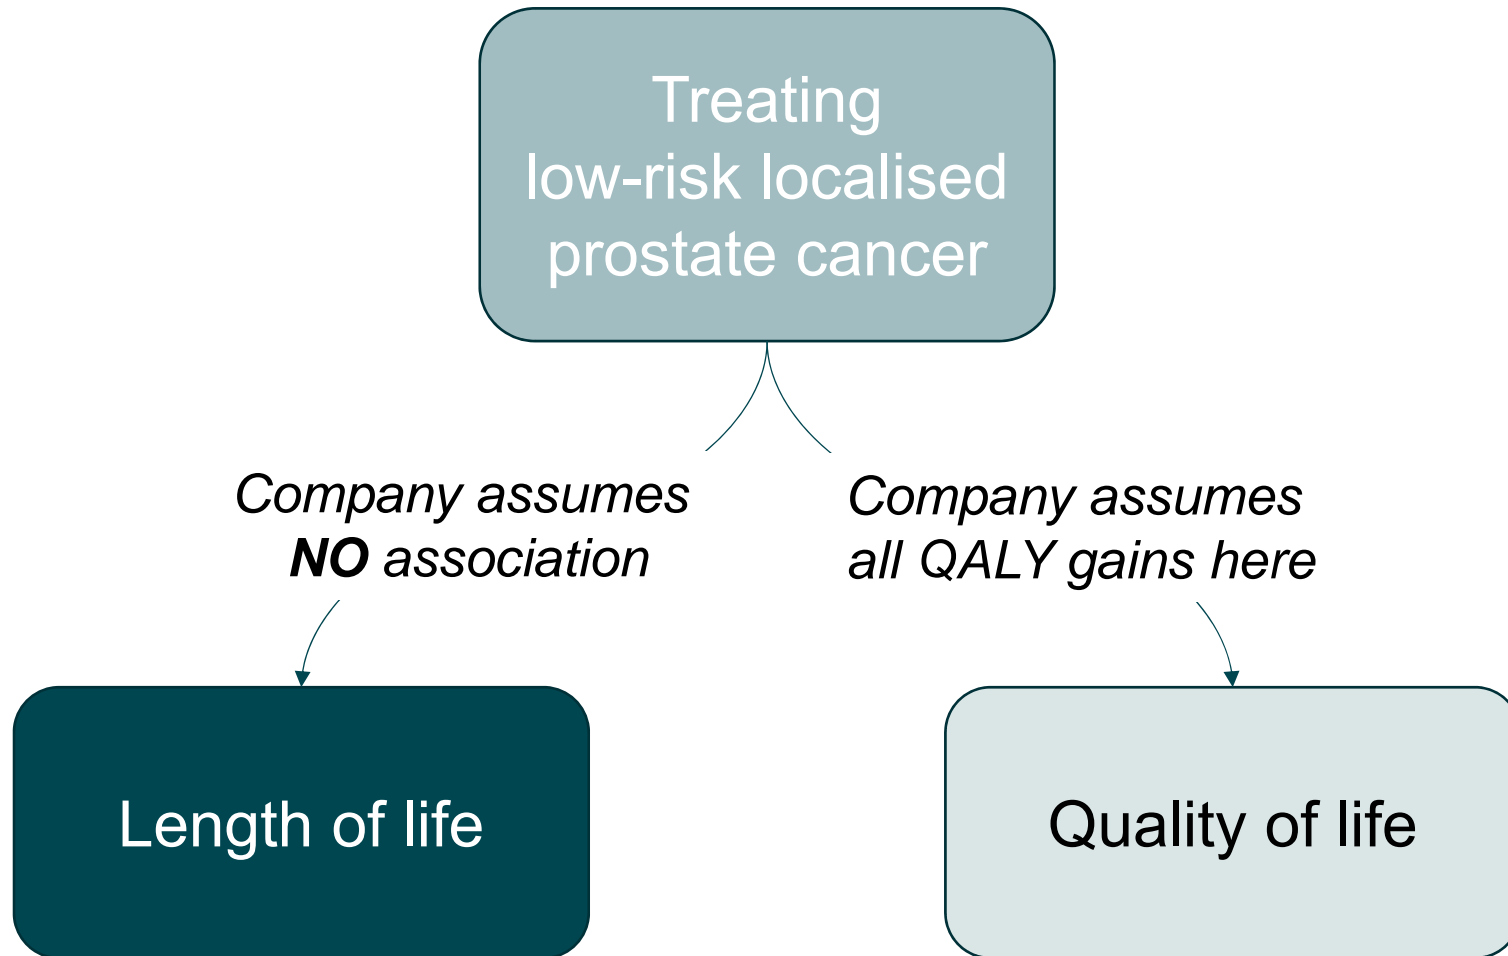 Treating
low-risk localised
prostate cancer
Company assumes
NO association
Company assumes
all QALY gains here
Length of life
Quality of life